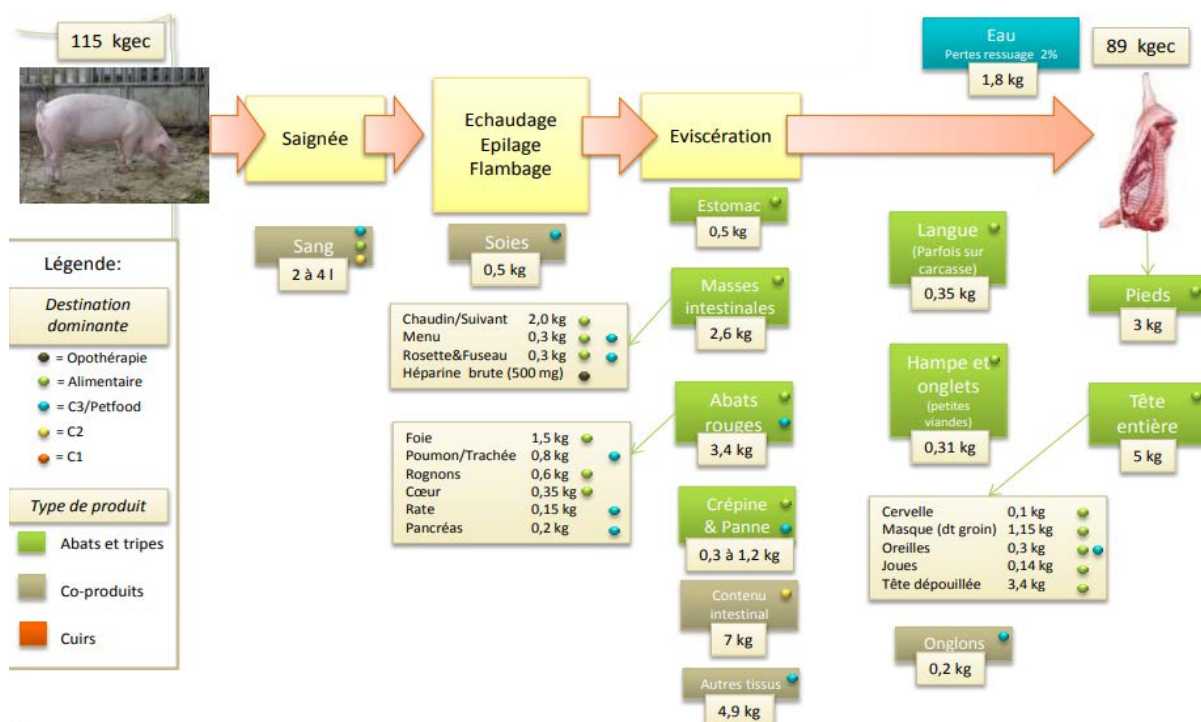 115 kgec
Eau
Pertes ressuage 2%
1,8 kg
89 kgec
Saignée
Echaudage
Epilage
Flambage
Eviscération
Sang
2 à 4 l
Soies
0,5 kg
Estomac
0,5 kg
Masses
intestinales
2,6 kg
Chaudin/Suivant 2,0 kg
Menu 0,3 kg
Rosette&Fuseau 0,3 kg
Héparine brute (500 mg)
Abats
rouges
3,4 kg
Foie 1,5 kg
Poumon/Trachée 0,8 kg
Rognons 0,6 kg
Cœur 0,35 kg
Rate 0,15 kg
Pancréas 0,2 kg
Crépine
& Panne
0,3 à 1,2 kg
Contenu
intestinal
7 kg
Autres tissus
4,9 kg
Langue
(Parfois sur
carcasse)
0,35 kg
Hampe et
onglets
(petites
viandes)
0,31 kg
Pieds
3 kg
Tête
entière
5 kg
Cervelle 0,1 kg
Masque (dt groin) 1,15 kg
Oreilles 0,3 kg
Joues 0,14 kg
Tête dépouillée 3,4 kg
Onglons
0,2 kg
Légende:
Destination
dominante
= Opothérapie
= Alimentaire
= C3/Petfood
= C2
= C1
Type de produit
Abats et tripes
Co-produits
Cuirs